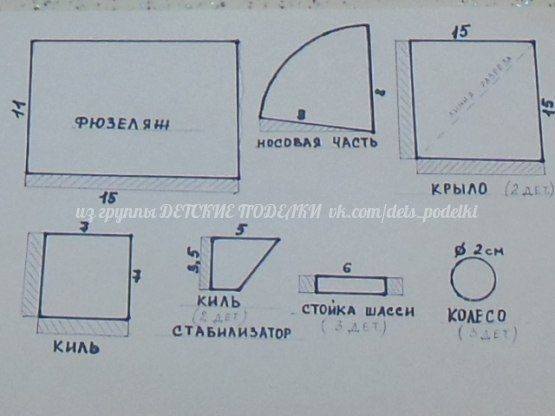 15
11
ФЮЗЕЛЯЖ
15
8
8
НОСОВАЯ ЧАСТЬ
ЛИНИЯ РАЗРЕЗА
15
КРЫЛО (2 ДЕТ.)
из группы ДЕТСКИЕ ПОДЕЛКИ vk.com/dets_podelki
7
7
КИЛЬ
5
3,5
КИЛЬ
(2 ДЕТ)
СТАБИЛИЗАТОР
6
СТОЙКА ШАССИ
(3 ДЕТ.)
Ø 2 СМ
КОЛЕСО
(3 ДЕТ.)